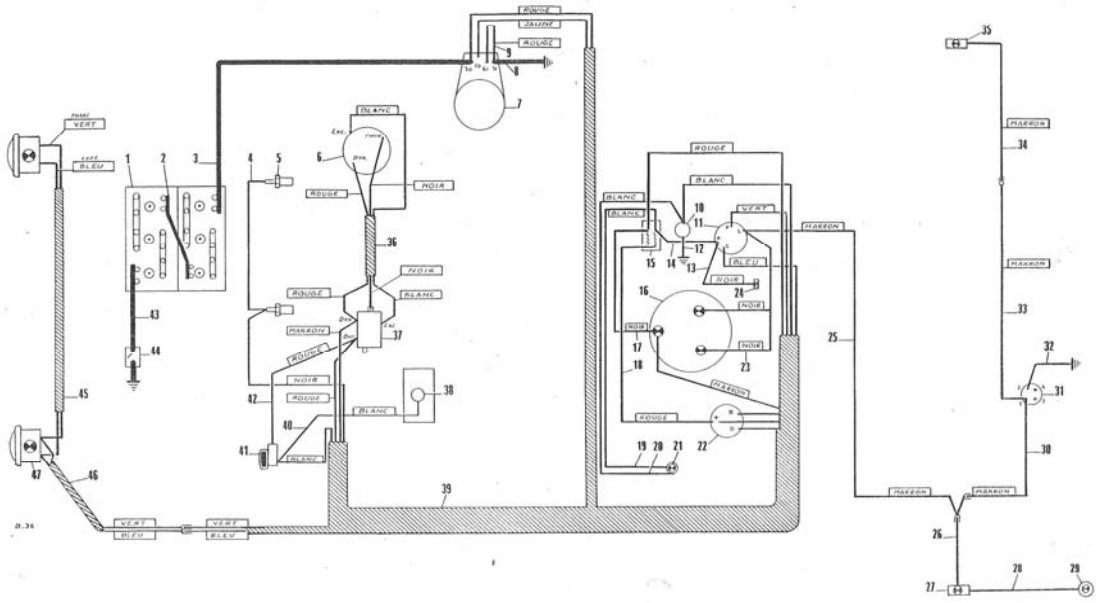 ROUGE
JAUNE
ROUGE
9
8
7
35
BLANC
Exc.
6
Dyn.
ROUGE
NOIR
PHARE
VERT
CODE
BLEU
1
2
3
4
5
MARRON
34
ROUGE
BLANC
BLANC
BLANC
VERT
10
11
MARRON
12
13
14
15
BLEU
NOIR
24
36
NOIR
ROUGE
BLANC
Dyn.
Exc.
MARRON
37
ROUGE
16
NOIR
NOIR
17
NOIR
23
18
MARRON
MARRON
33
25
43
44
32
31
NOIR
42
ROUGE
38
BLANC
40
41
BLANC
ROUGE
22
19
20
21
45
47
46
30
39
MARRON
MARRON
D.34
VERT
VERT
BLEU
BLEU
26
27
28
29